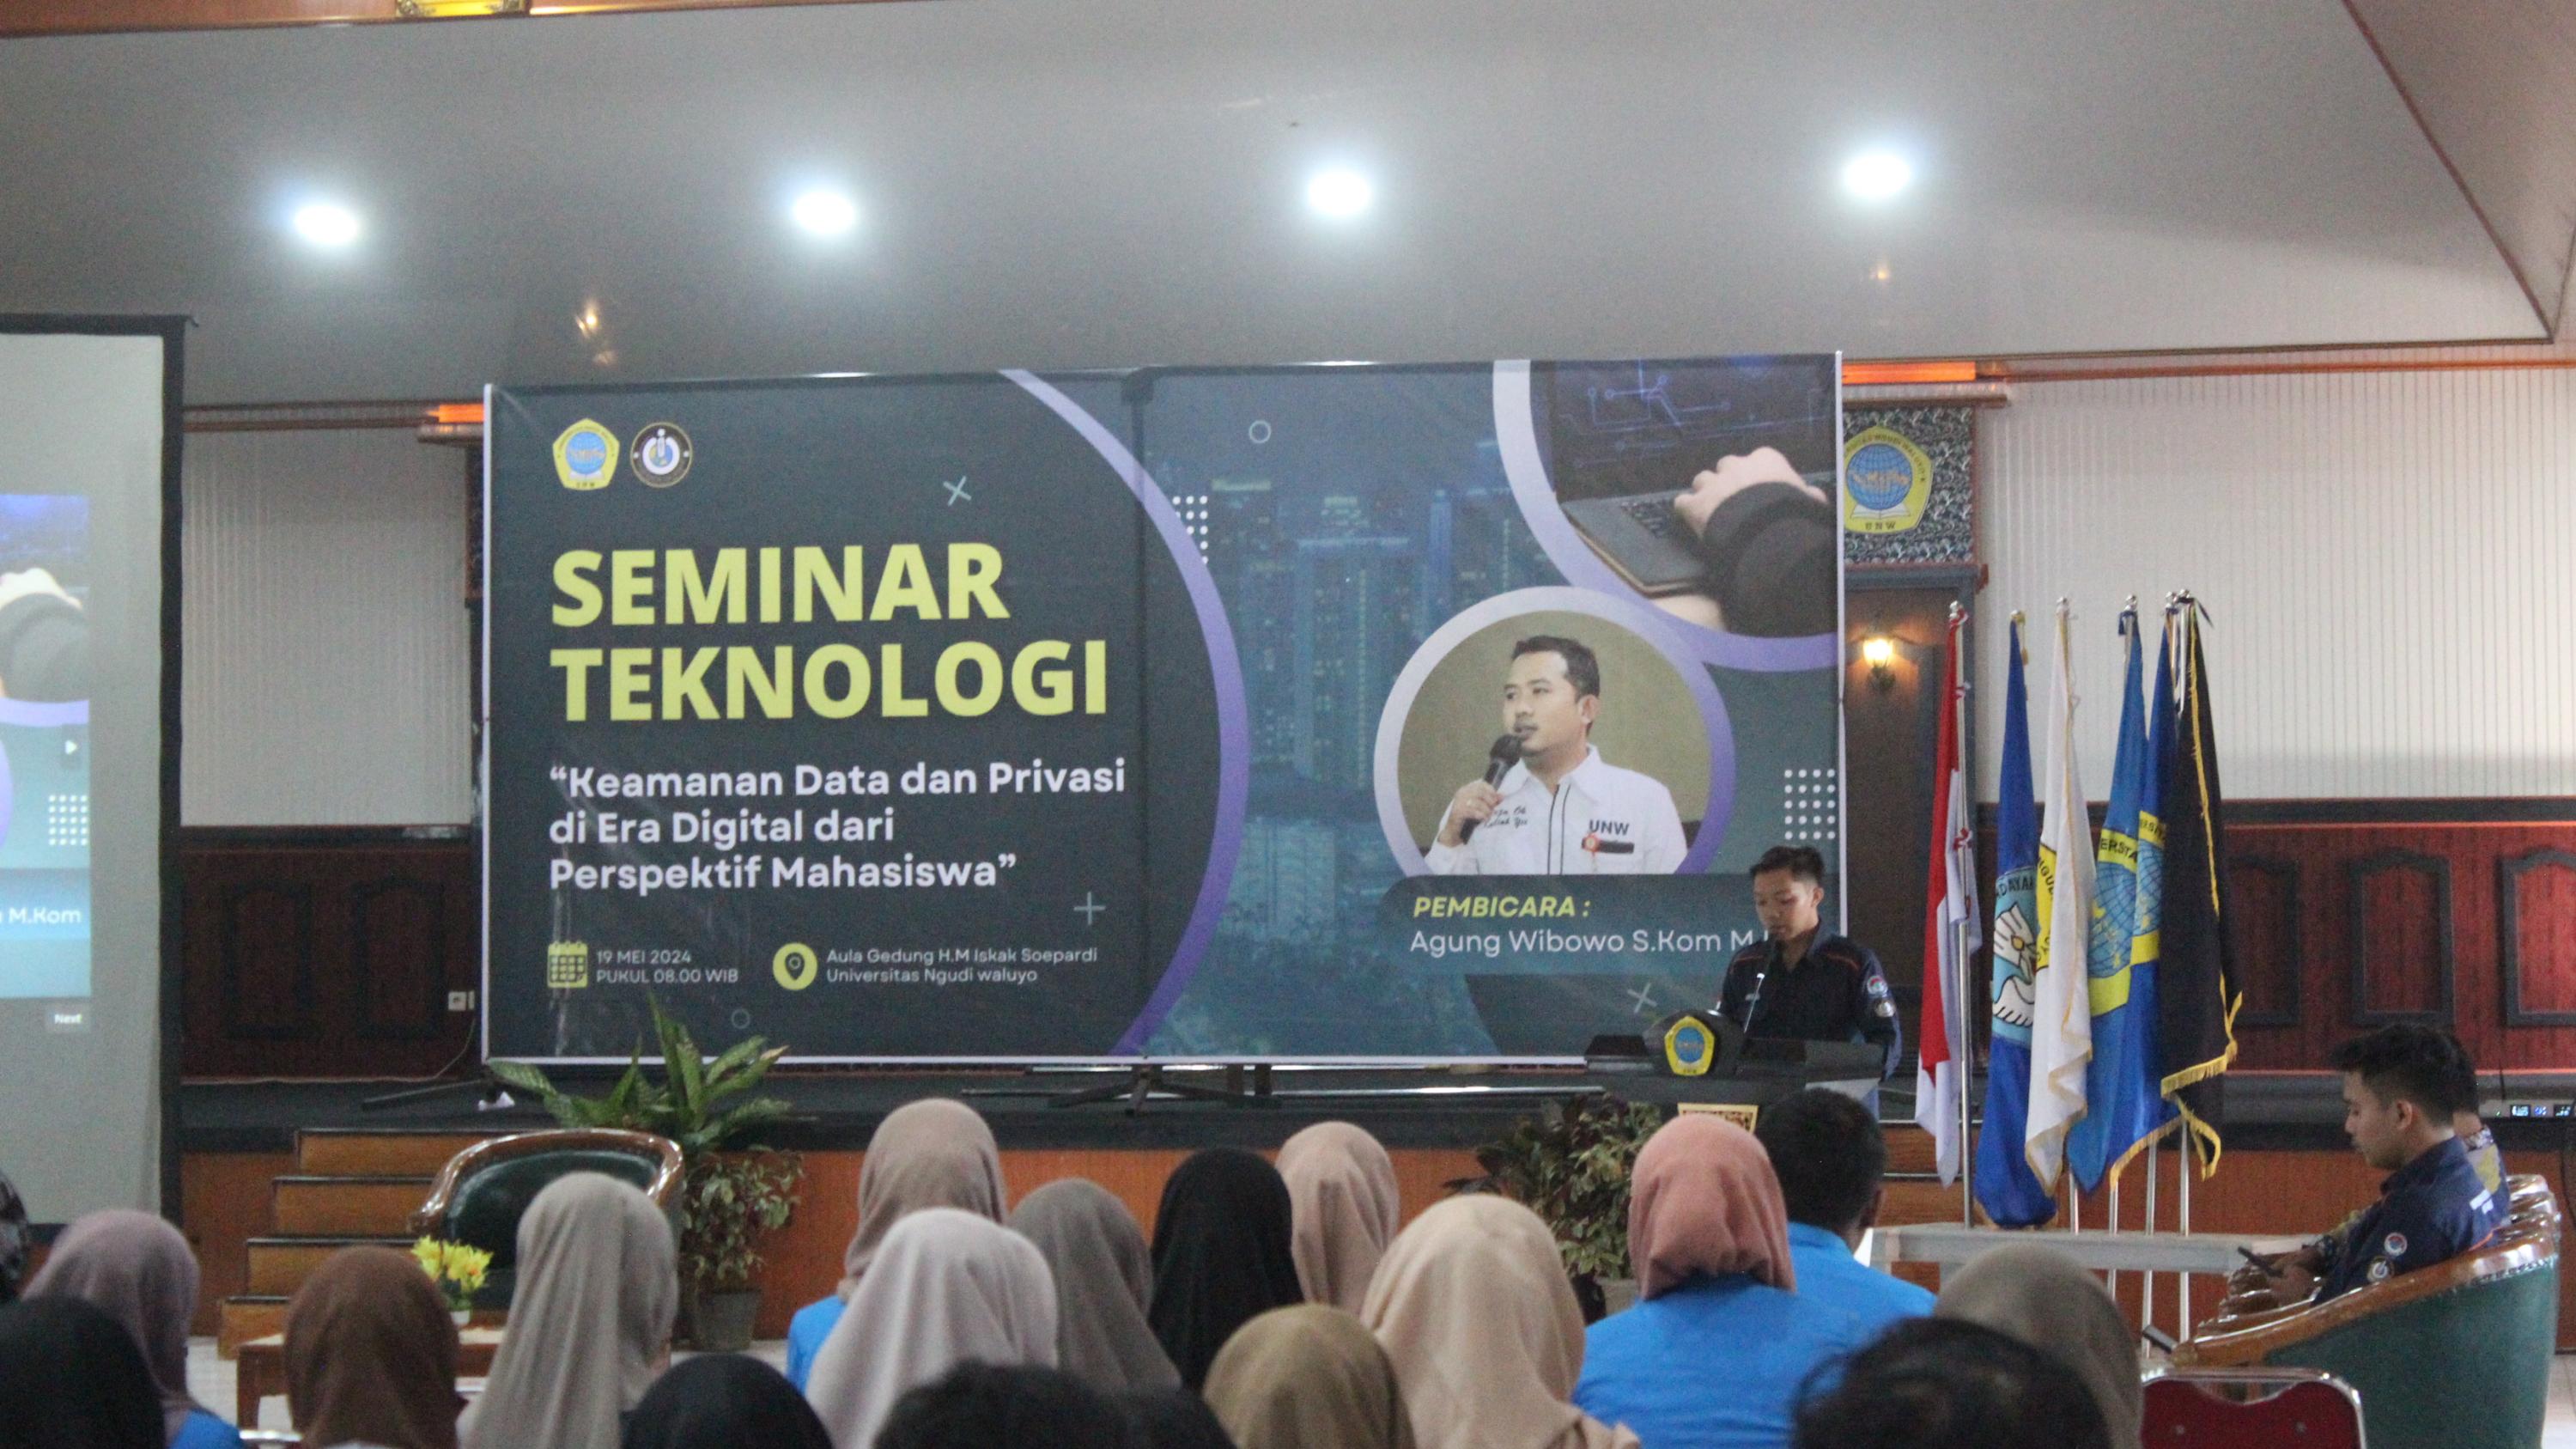 SEMINAR
TEKNOLOGI
“Keamanan Data dan Privasi
di Era Digital dari
Perspektif Mahasiswa”
19 MEI 2024
PUKUL 08.00 WIB
Aula Gedung H.M Iskak Soepardi
Universitas Ngudi waluyo
UNW
PEMBICARA :
Agung Wibowo S.Kom M
UNW
M.Kom
Next